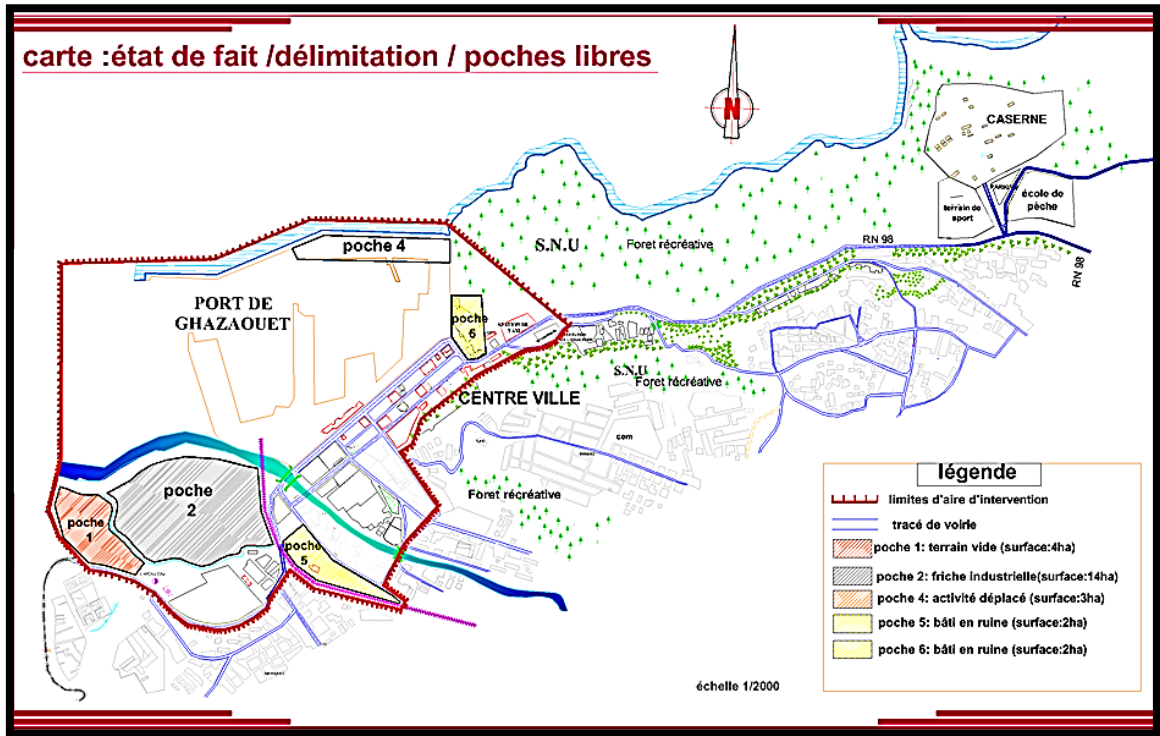 carte :état de fait /délimitation / poches libres
N
CASERNE
PARKING
terrain de
sport
école de
pèche
RN 98
RN 98
S.N.U
Foret récréative
poche 4
PORT DE
GHAZAOUET
poche
6
S.N.U
Foret récréative
CENTRE VILLE
com
Foret récréative
poche
2
poche
1
poche
5
légende
limites d'aire d'intervention
tracé de voirie
poche 1: terrain vide (surface:4ha)
poche 2: friche industrielle(surface:14ha)
poche 4: activité déplacé (surface:3ha)
poche 5: bâti en ruine (surface:2ha)
poche 6: bâti en ruine (surface:2ha)
échelle 1/2000